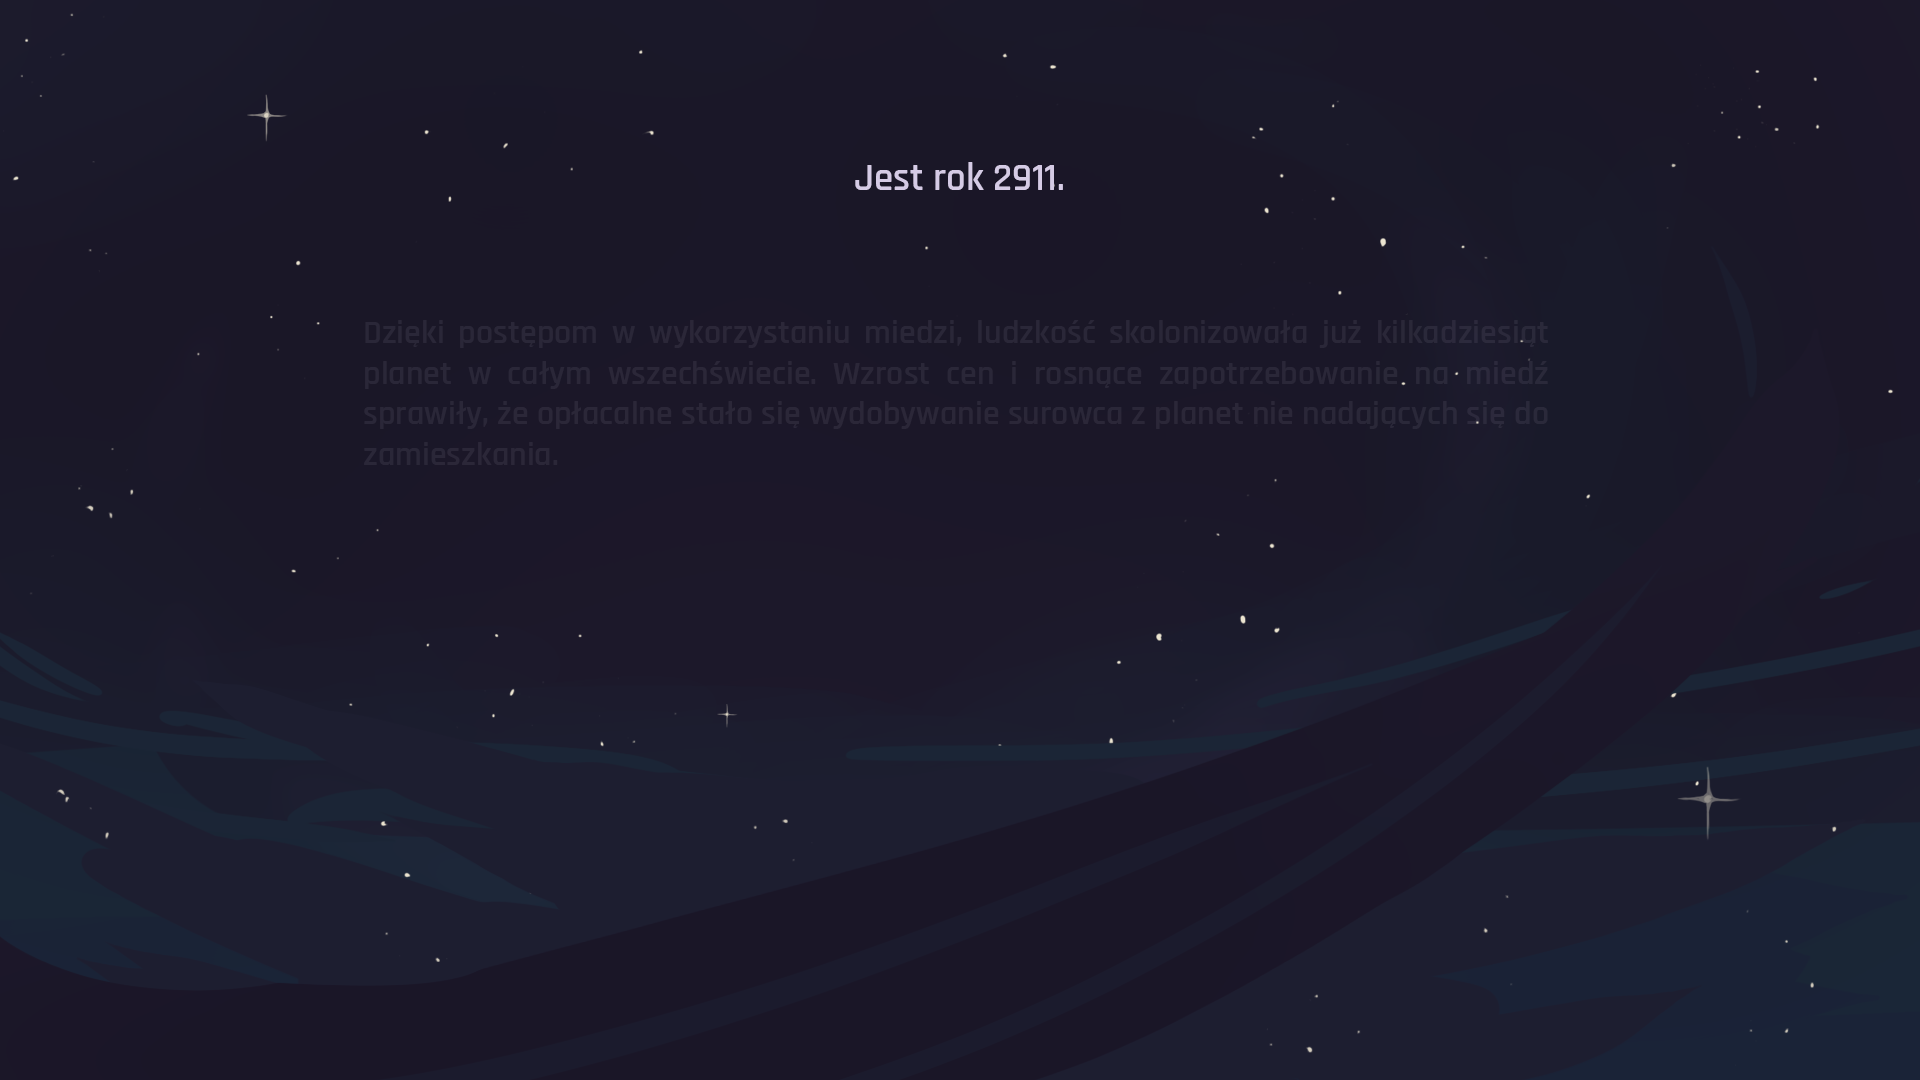 Jest rok 2911.
Dzięki postępom w wykorzystaniu miedzi, ludzkość skolonizowała już kilkadziesiąt
planet w całym wszechświecie. Wzrost cen i rosnące zapotrzebowanie na miedź
sprawiły, że opłacalne stało się wydobywanie surowca z planet nie nadających się do
zamieszkania.